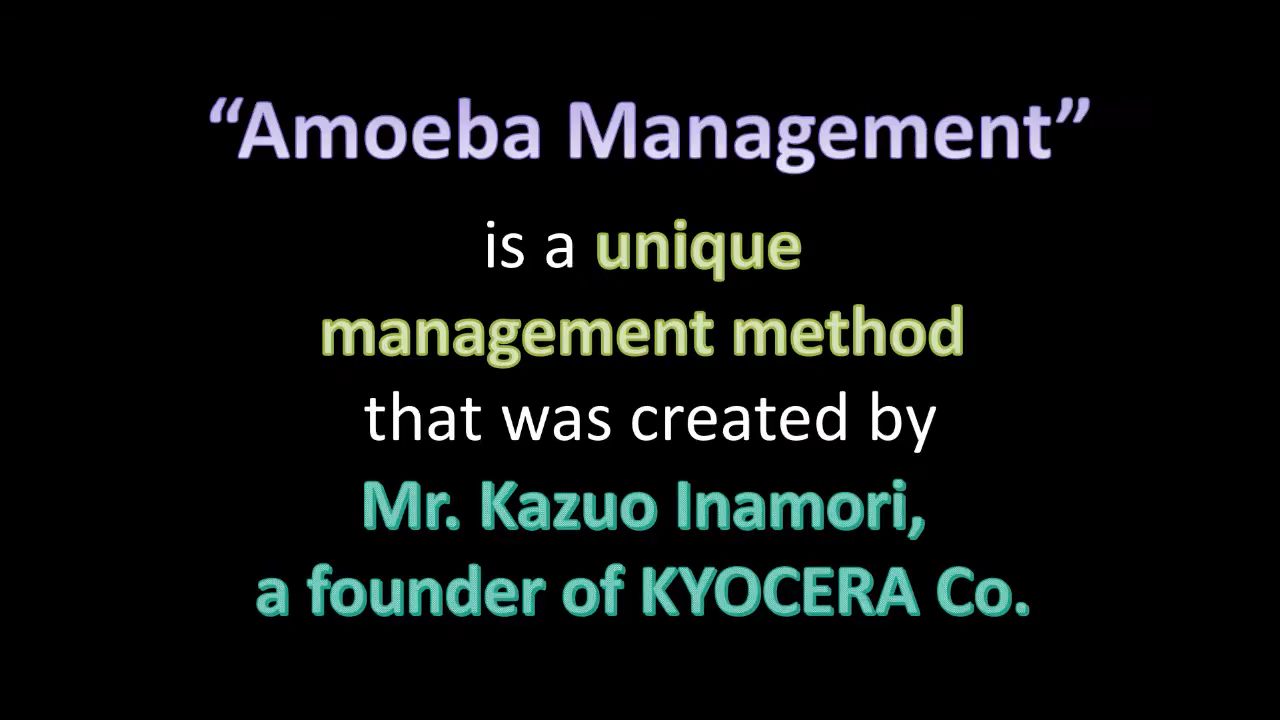 “Amoeba Management”
is a unique
management method
that was created by
Mr. Kazuo Inamori,
a founder of KYOCERA Co.